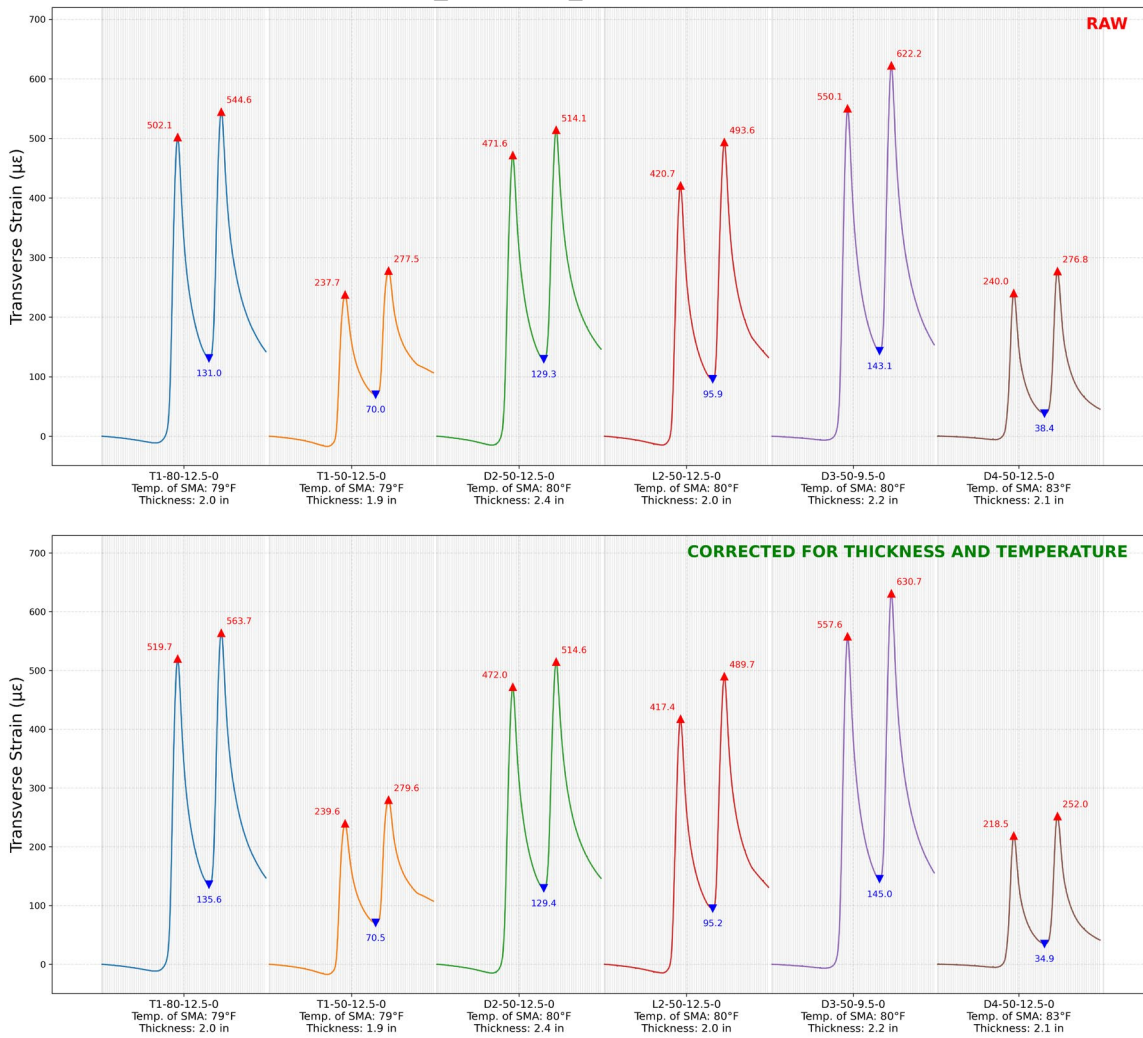 RAW
Transverse Strain (µε)
700
600
500
400
300
200
100
0
502.1
544.6
131.0
237.7
277.5
70.0
471.6
514.1
129.3
420.7
493.6
95.9
550.1
622.2
143.1
240.0
276.8
38.4
T1-80-12.5-0
Temp. of SMA: 79°F
Thickness: 2.0 in
T1-50-12.5-0
Temp. of SMA: 79°F
Thickness: 1.9 in
D2-50-12.5-0
Temp. of SMA: 80°F
Thickness: 2.4 in
L2-50-12.5-0
Temp. of SMA: 80°F
Thickness: 2.0 in
D3-50-9.5-0
Temp. of SMA: 80°F
Thickness: 2.2 in
D4-50-12.5-0
Temp. of SMA: 83°F
Thickness: 2.1 in
CORRECTED FOR THICKNESS AND TEMPERATURE
Transverse Strain (µε)
700
600
500
400
300
200
100
0
519.7
563.7
135.6
239.6
279.6
70.5
472.0
514.6
129.4
417.4
489.7
95.2
557.6
630.7
145.0
218.5
252.0
34.9
T1-80-12.5-0
Temp. of SMA: 79°F
Thickness: 2.0 in
T1-50-12.5-0
Temp. of SMA: 79°F
Thickness: 1.9 in
D2-50-12.5-0
Temp. of SMA: 80°F
Thickness: 2.4 in
L2-50-12.5-0
Temp. of SMA: 80°F
Thickness: 2.0 in
D3-50-9.5-0
Temp. of SMA: 80°F
Thickness: 2.2 in
D4-50-12.5-0
Temp. of SMA: 83°F
Thickness: 2.1 in